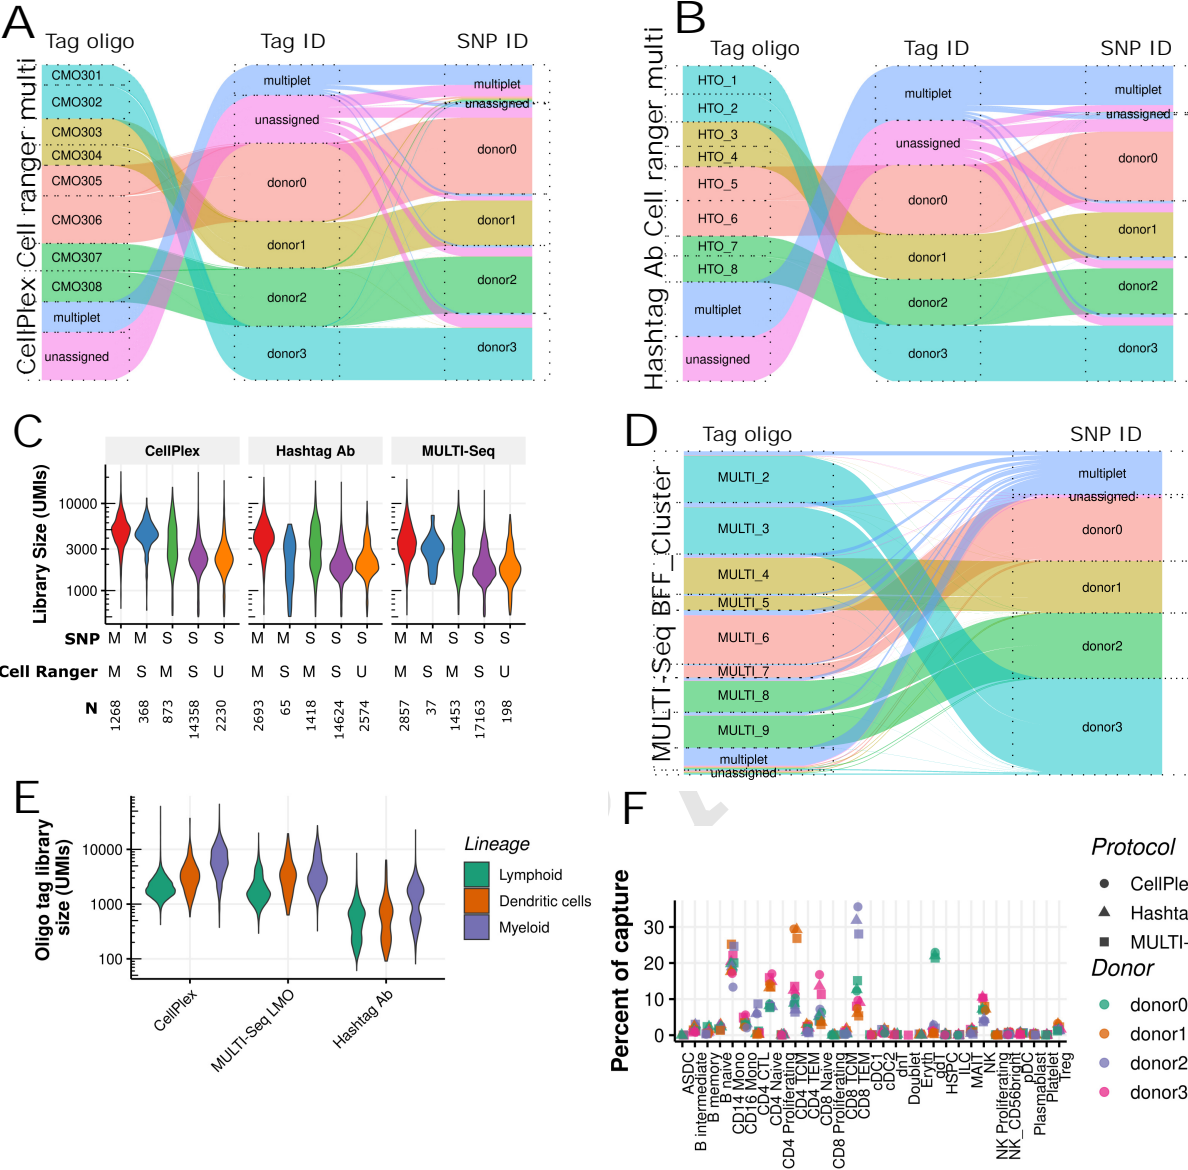 A
Tag oligo
Tag ID
SNP ID
CellPlex Cell ranger multi
CMO301
CMO302
CMO303
CMO304
CMO305
CMO306
CMO307
CMO308
multiplet
unassigned
multiplet
unassigned
donor0
donor1
donor2
donor3
multiplet
unassigned
donor0
donor1
donor2
donor3
B
Tag oligo
Tag ID
SNP ID
Hashtag Ab Cell ranger multi
HTO_1
HTO_2
HTO_3
HTO_4
HTO_5
HTO_6
HTO_7
HTO_8
multiplet
unassigned
multiplet
unassigned
donor0
donor1
donor2
donor3
multiplet
unassigned
donor0
donor1
donor2
donor3
C
CellPlex
Hashtag Ab
MULTI-Seq
Library Size (UMIs)
10000
3000
1000
SNP M M S S S M M S S S M M S S S
Cell Ranger M S M S U M S M S U M S M S U
N 1268 368 873 14358 2230 2693 65 1418 14624 2574 2857 37 1453 17163 198
D
Tag oligo
SNP ID
MULTI-Seq BFF_Cluster
MULTI_2
MULTI_3
MULTI_4
MULTI_5
MULTI_6
MULTI_7
MULTI_8
MULTI_9
multiplet
unassigned
multiplet
unassigned
donor0
donor1
donor2
donor3
E
Oligo tag library
size (UMIs)
10000
1000
100
CellPlex
MULTI-Seq LMO
Hashtag Ab
Lineage
Lymphoid
Dendritic cells
Myeloid
F
Percent of capture
30
20
10
0
ASDC
B intermediate
B memory
B naive
CD14 Mono
CD16 Mono
CD4 CTL
CD4 Naive
CD4 Proliferating
CD4 TCM
CD4 TEM
CD8 Naive
CD8 Proliferating
CD8 TCM
CD8 TEM
cDC1
cDC2
dnT
Doublet
Eryth
gdT
HSPC
ILC
MAIT
NK
NK Proliferating
NK_CD56bright
pDC
Plasmablast
Platelet
Treg
Protocol
CellPle
Hashta
MULTI-
Donor
donor0
donor1
donor2
donor3